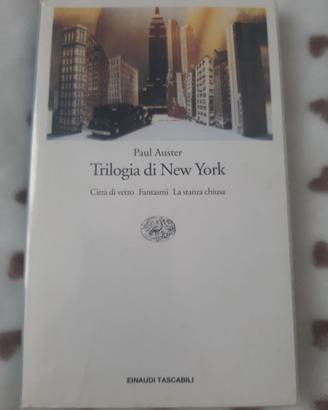 Paul Auster
Trilogia di New York
Città di vetro Fantasmi La stanza chiusa
EINAUDI TASCABILI